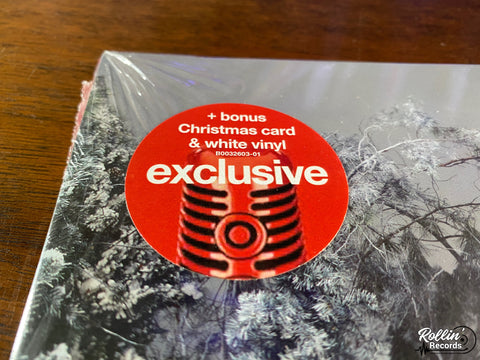 + bonus
Christmas card
& white vinyl
B0032603-01
exclusive
Rollin'
Records